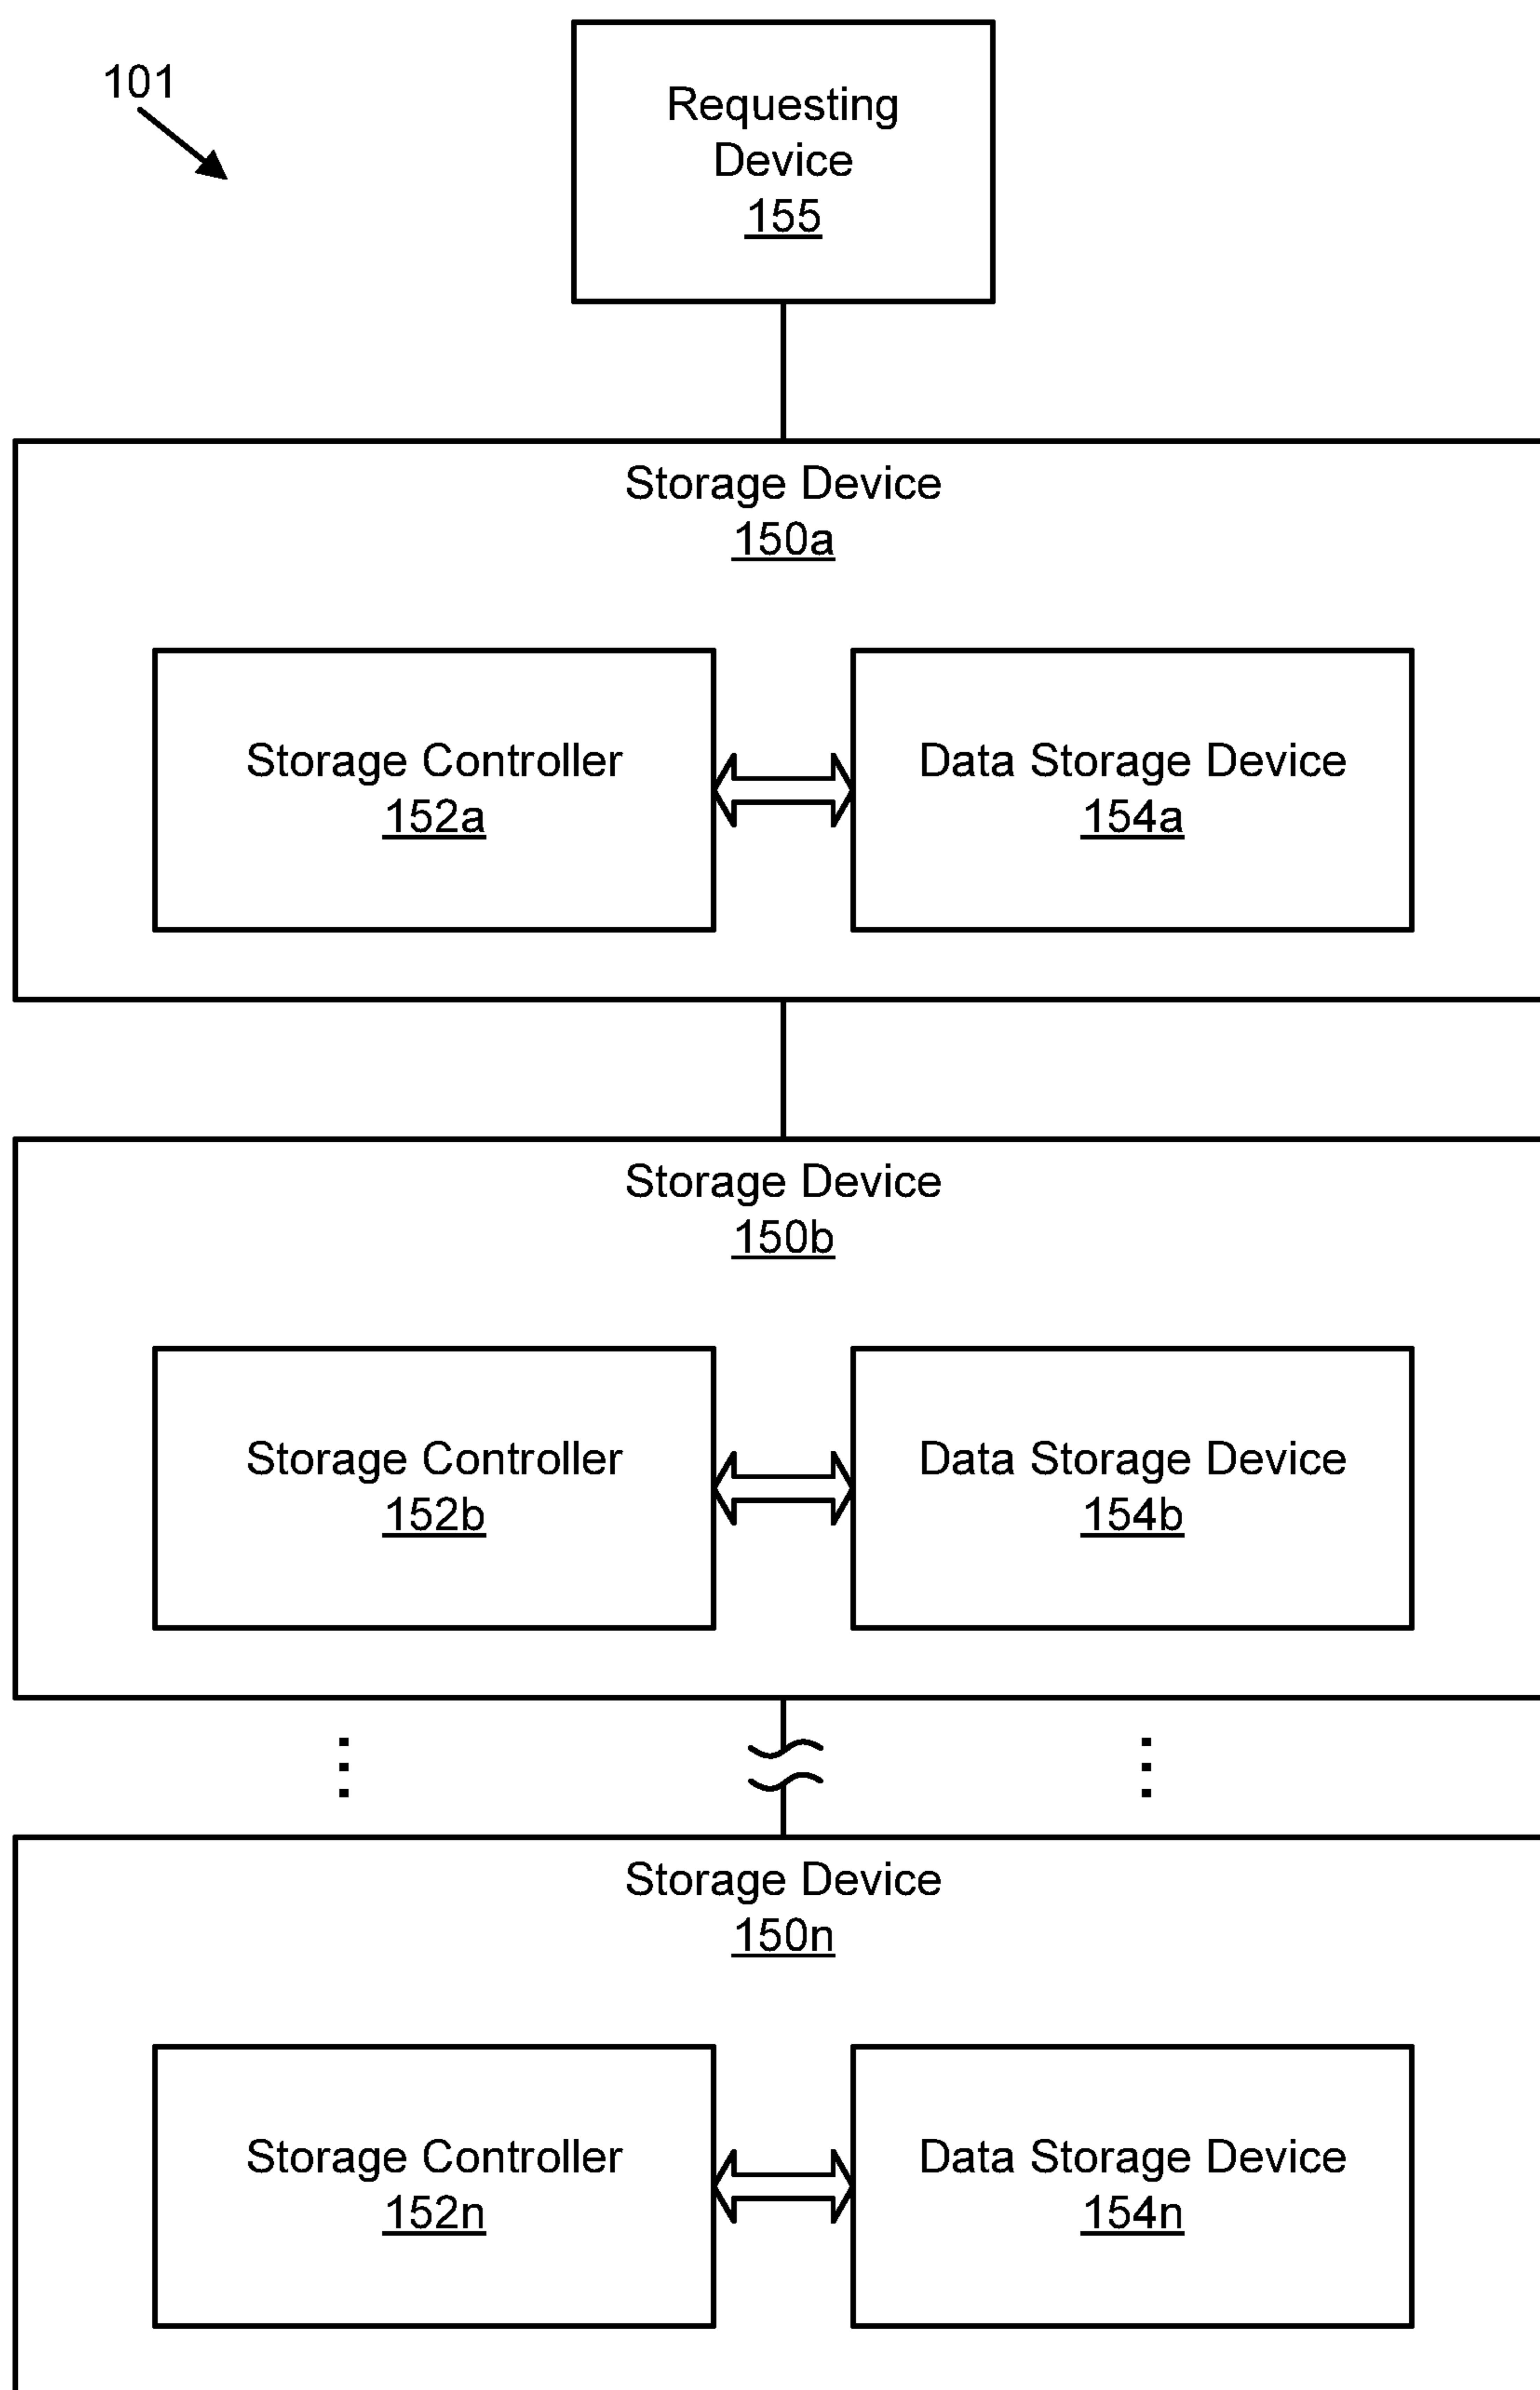 101
Requesting
Device
155
Storage Device
150a
Storage Controller
152a
Data Storage Device
154a
Storage Device
150b
Storage Controller
152b
Data Storage Device
154b
Storage Device
150n
Storage Controller
152n
Data Storage Device
154n